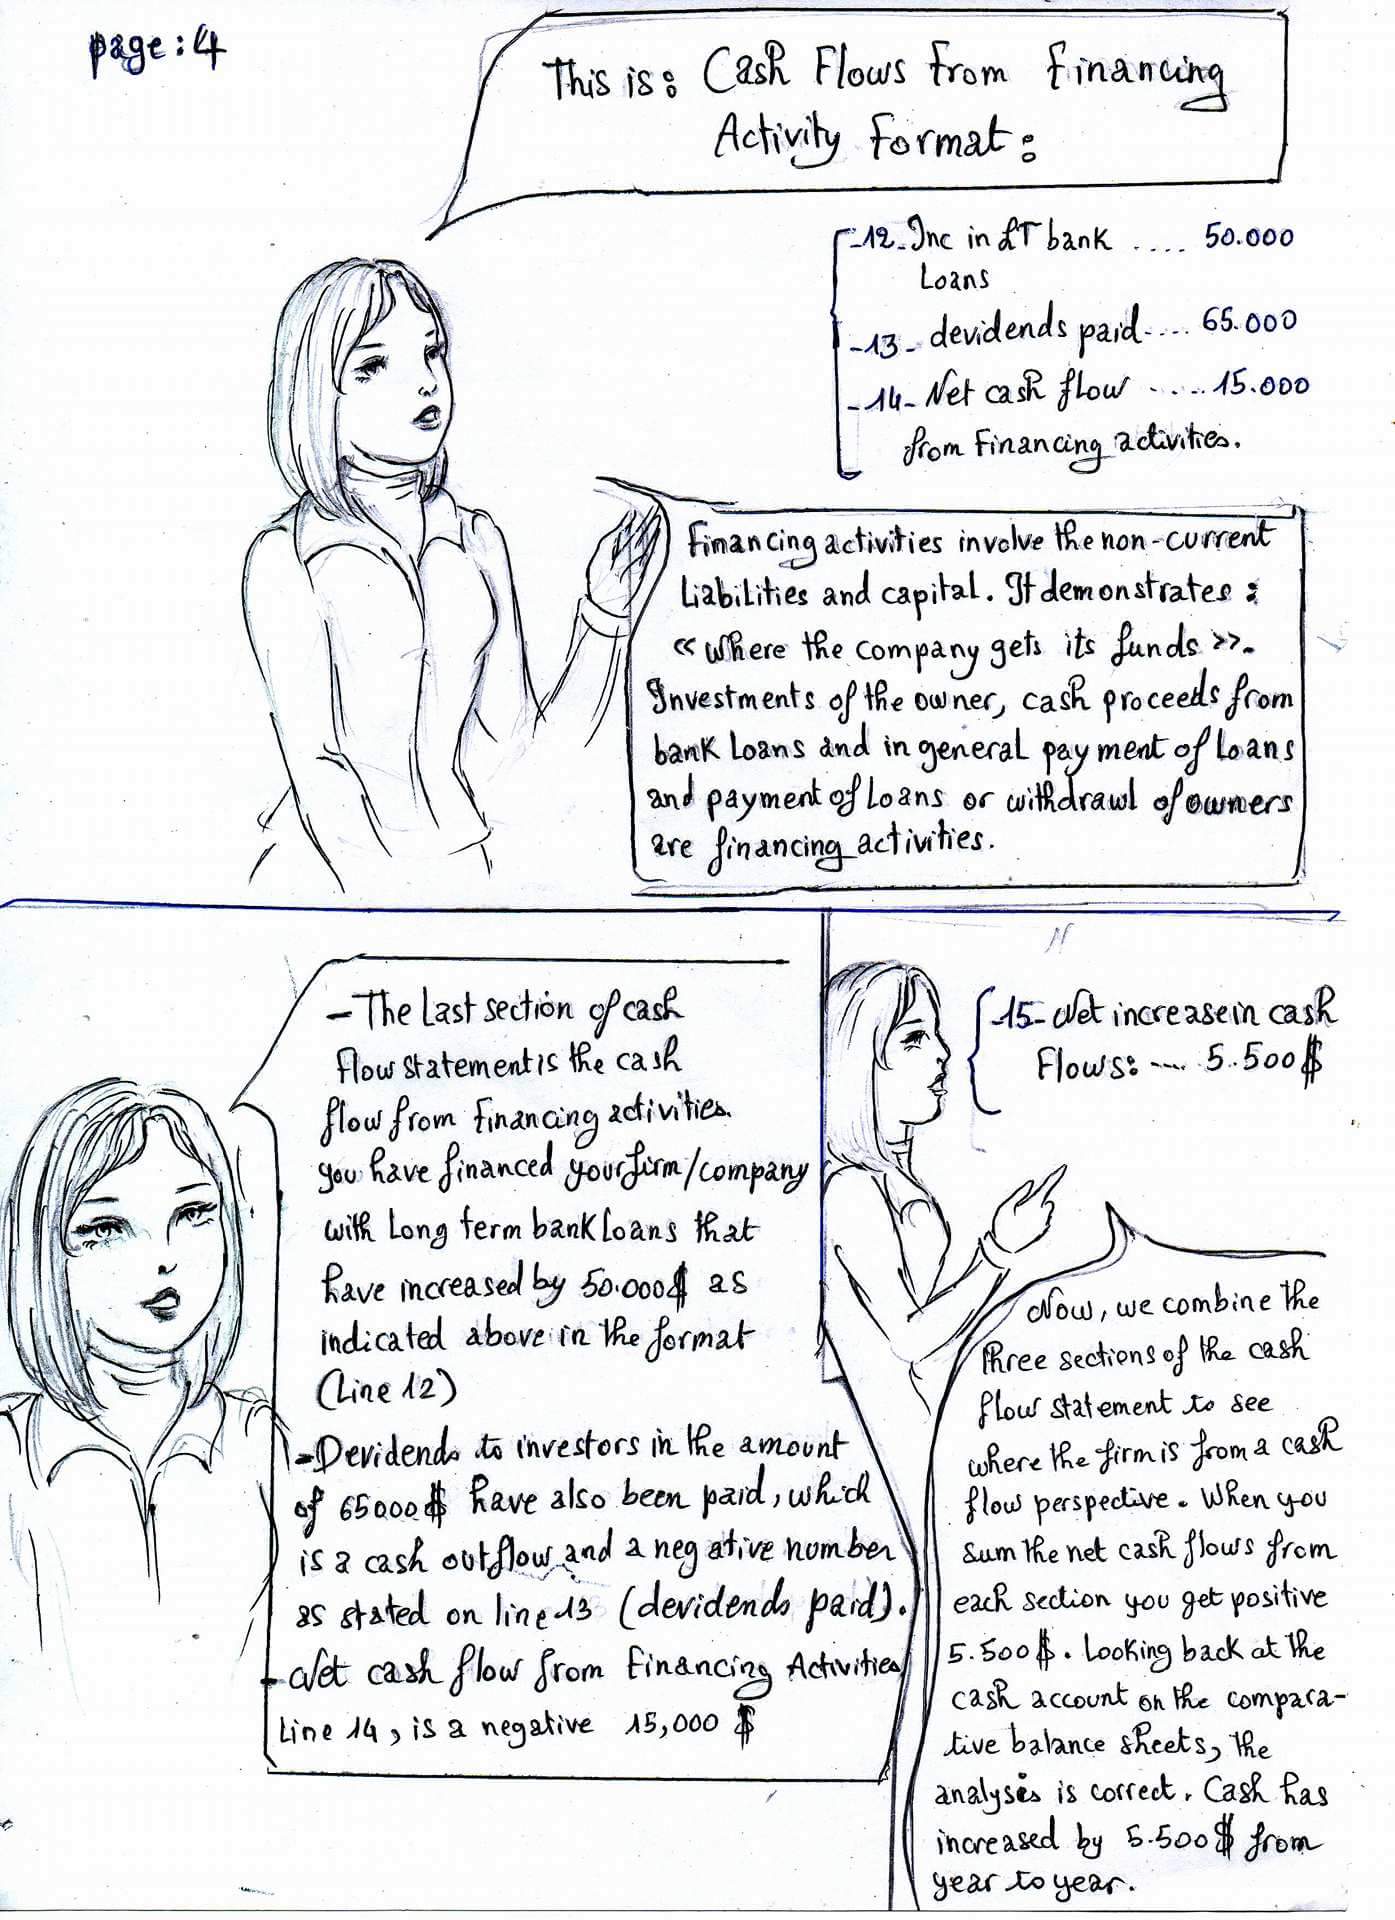 page: 4
This is: Cash Flows from Financing
Activity Format:
-12- Inc in LT bank .... 50.000
Loans
-13- devidends paid .... 65.000
-14- Net cash flow ..... 15.000
from Financing activities.
Financing activities involve the non-current
Liabilities and capital. It demonstrates:
« where the company gets its funds ».
Investments of the owner, cash proceeds from
bank Loans and in general payment of Loans
and payment of Loans or withdrawl of owners
are financing activities.
- The Last section of cash
flow statement is the cash
flow from Financing activities.
you have financed your firm/company
with Long term bank Loans that
have increased by 50.000$ as
indicated above in the format
(Line 12)
- Devidends to investors in the amount
of 65000$ have also been paid, which
is a cash outflow and a negative number
as stated on line 13 (devidends paid).
- Net cash flow from Financing Activities
Line 14, is a negative 15,000 $
-15- Net increase in cash
Flows: .... 5.500$
Now, we combine the
three sections of the cash
flow statement to see
where the firm is from a cash
flow perspective. When you
sum the net cash flows from
each section you get positive
5.500$. Looking back at the
cash account on the compara-
tive balance sheets, the
analysis is correct. Cash has
increased by 5.500$ from
year to year.